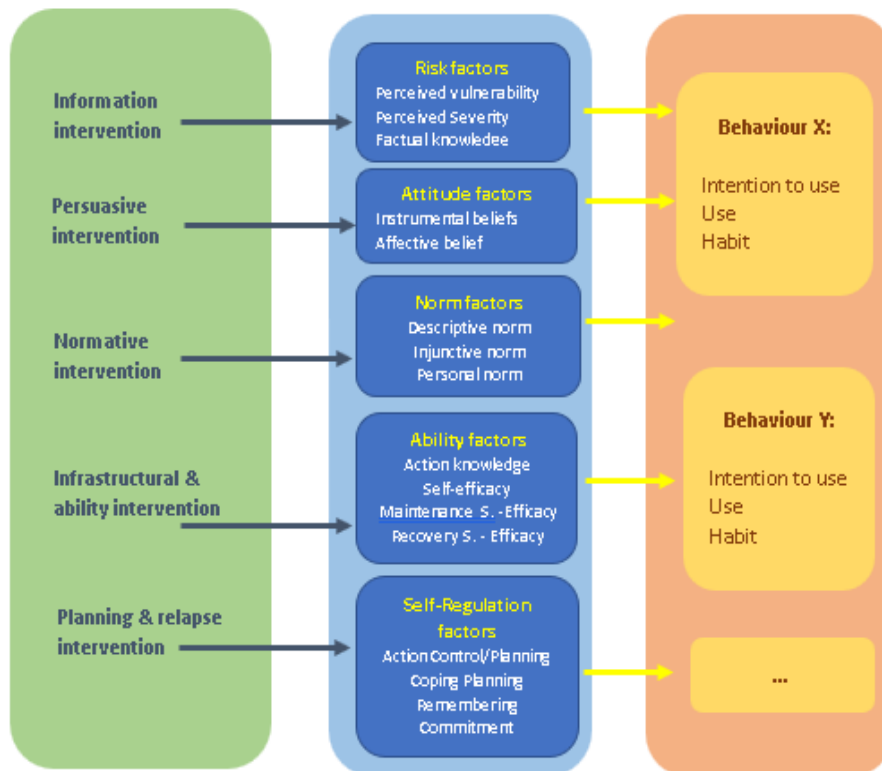 Information
intervention
Persuasive
intervention
Normative
intervention
Infrastructural &
ability intervention
Planning & relapse
intervention
Risk factors
Perceived vulnerability
Perceived Severity
Factual knowledee
Attitude factors
Instrumental beliefs
Affective belief
Norm factors
Descriptive norm
Injunctive norm
Personal norm
Ability factors
Action knowledge
Self-efficacy
Maintenance S. -Efficacy
Recovery S. - Efficacy
Self-Regulation
factors
Action Control/Planning
Coping Planning
Remembering
Commitment
Behaviour X:
Intention to use
Use
Habit
Behaviour Y:
Intention to use
Use
Habit
...